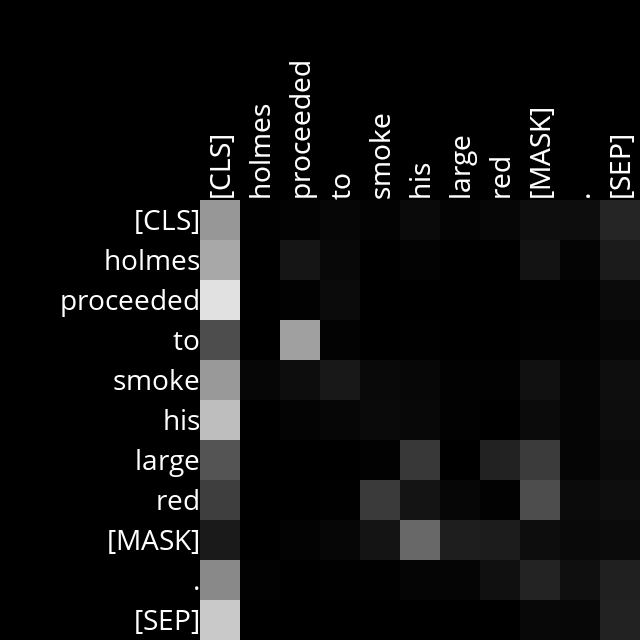 [CLS]
holmes
proceeded
to
smoke
his
large
red
[MASK]
.
[SEP]
[CLS]
holmes
proceeded
to
smoke
his
large
red
[MASK]
.
[SEP]